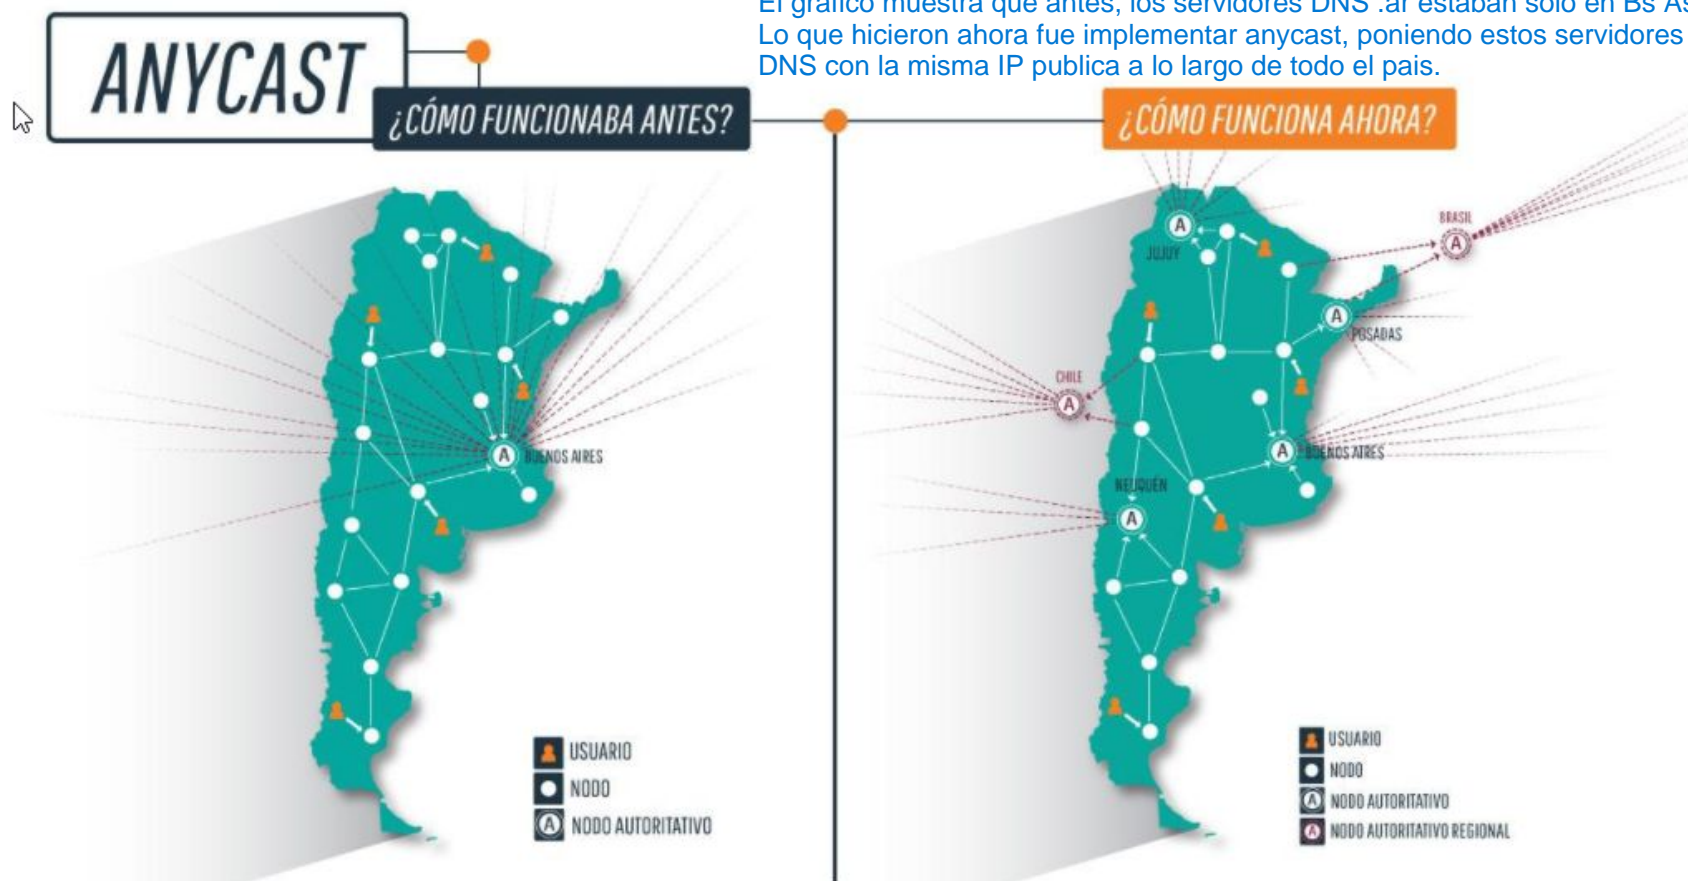 El gráfico muestra que antes, los servidores DNS .ar estaban solo en Bs As
Lo que hicieron ahora fue implementar anycast, poniendo estos servidores
DNS con la misma IP publica a lo largo de todo el pais.
ANYCAST
¿CÓMO FUNCIONABA ANTES?
¿CÓMO FUNCIONA AHORA?
A
BUENOS AIRES
USUARIO
NODO
A
NODO AUTORITATIVO
A
JUJUY
BRASIL
A
A
POSADAS
CHILE
A
A
BUENOS AIRES
NEUQUÉN
A
USUARIO
NODO
A
NODO AUTORITATIVO
A
NODO AUTORITATIVO REGIONAL